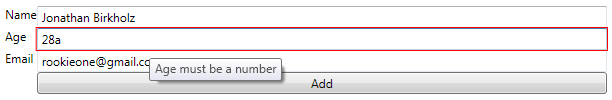 Name Jonathan Birkholz
Age 28a
Email rookieone@gmail.co
Age must be a number
Add